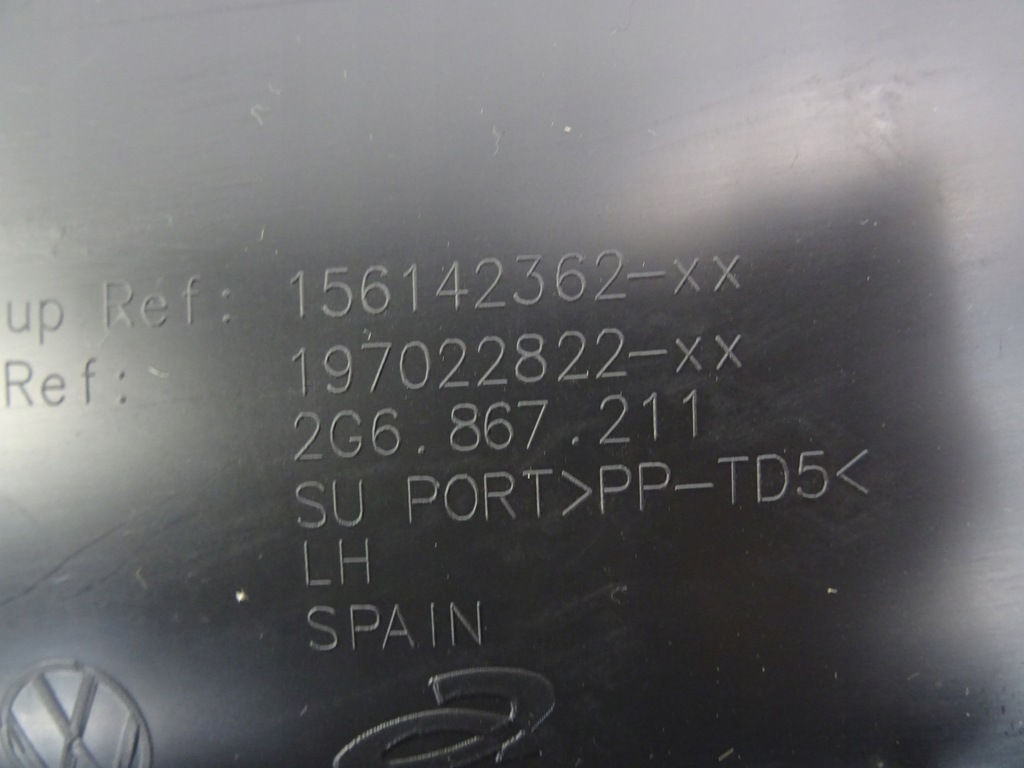 up Ref: 156142362-xx
Ref: 197022822-xx
2G6.867.211
SU PORT>PP-TD5<
LH
SPAIN